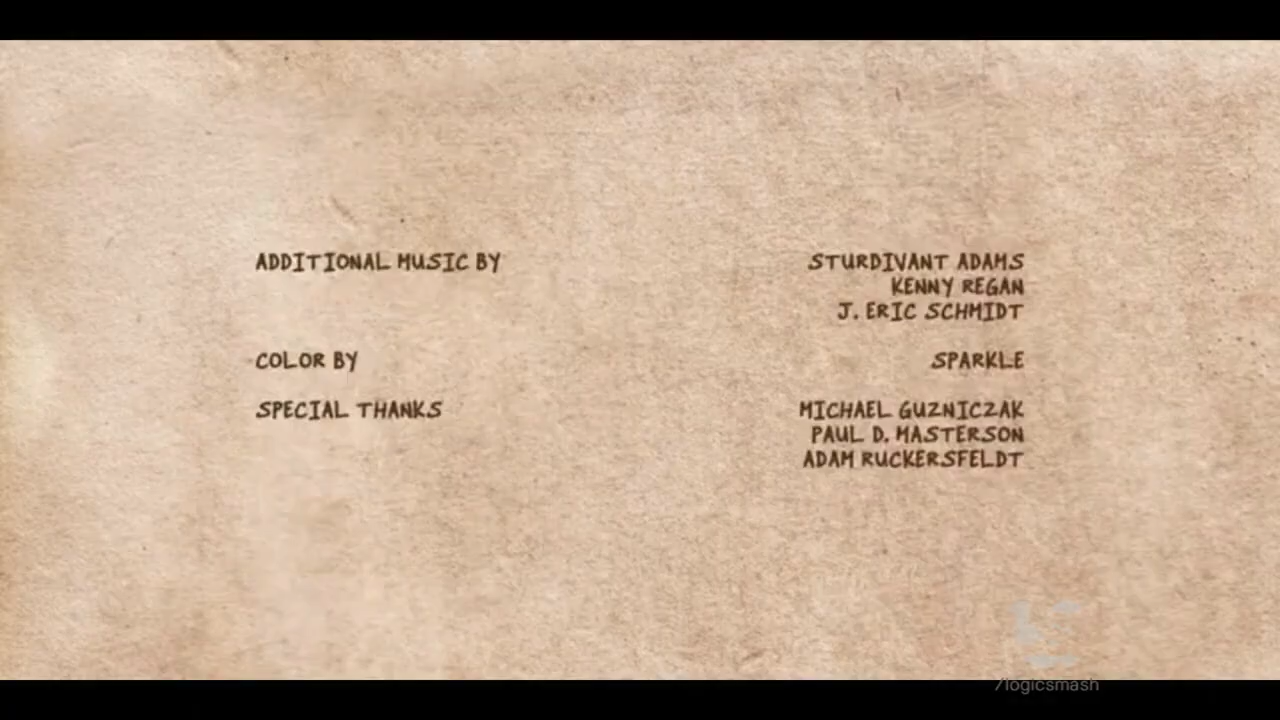 ADDITIONAL MUSIC BY STURDIVANT ADAMS
KENNY REGAN
J. ERIC SCHMIDT
COLOR BY SPARKLE
SPECIAL THANKS MICHAEL GUZNICZAK
PAUL D. MASTERSON
ADAM RUCKERSFELDT
/logicsmash